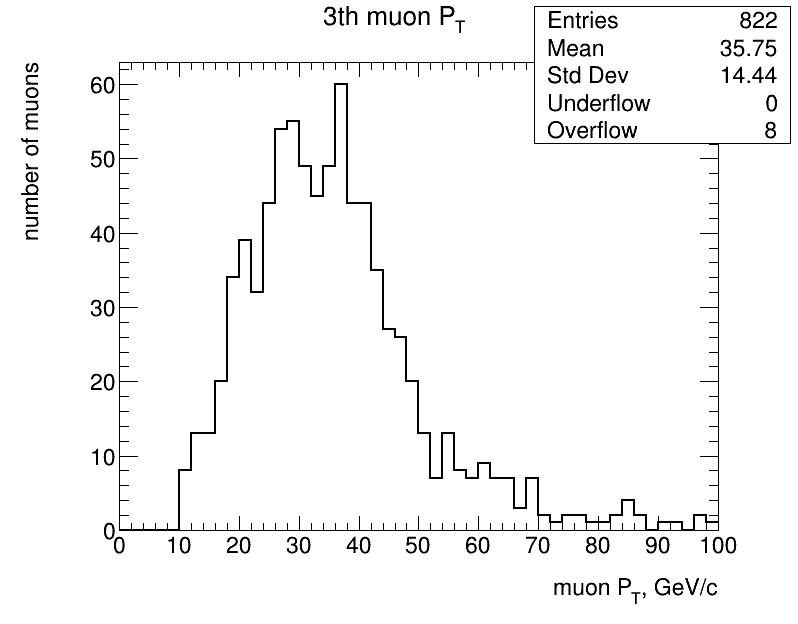 3th muon PT
Entries 822
Mean 35.75
Std Dev 14.44
Underflow 0
Overflow 8
number of muons
60
50
40
30
20
10
0
0 10 20 30 40 50 60 70 80 90 100
muon PT, GeV/c